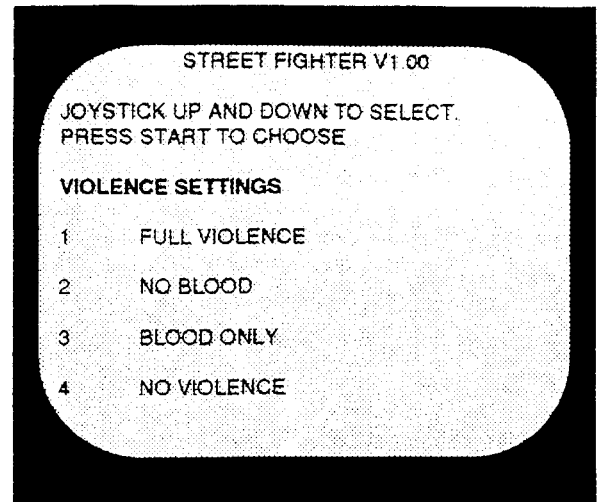 STREET FIGHTER V1.00
JOYSTICK UP AND DOWN TO SELECT.
PRESS START TO CHOOSE
VIOLENCE SETTINGS
1 FULL VIOLENCE
2 NO BLOOD
3 BLOOD ONLY
4 NO VIOLENCE